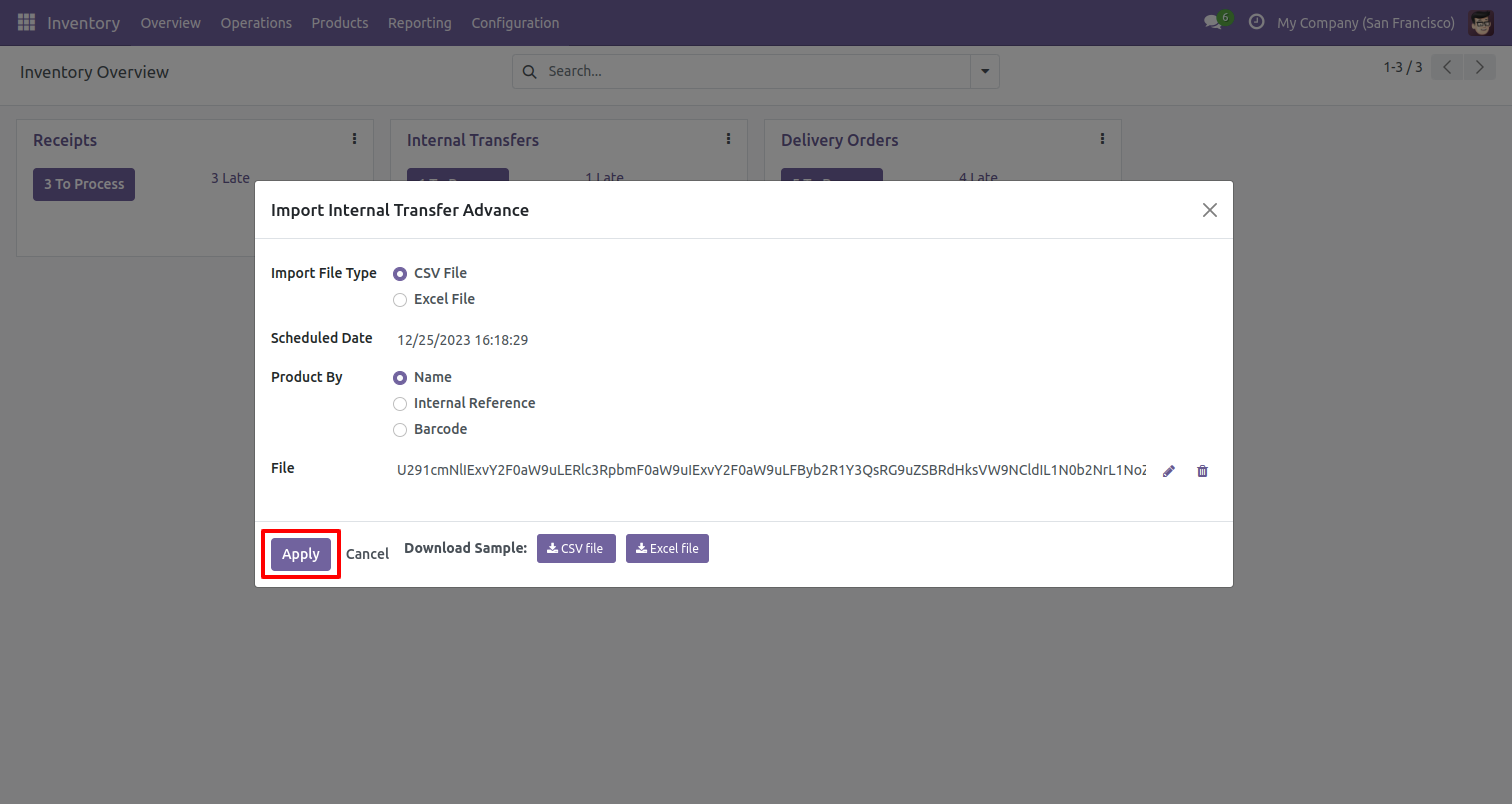 Inventory Overview Operations Products Reporting Configuration 6 My Company (San Francisco)
Inventory Overview Search... 1-3 / 3
Receipts Internal Transfers Delivery Orders
3 To Process 3 Late 1 Late 4 Late
Import Internal Transfer Advance
Import File Type CSV File
Excel File
Scheduled Date 12/25/2023 16:18:29
Product By Name
Internal Reference
Barcode
File
Apply Cancel Download Sample: CSV file Excel file